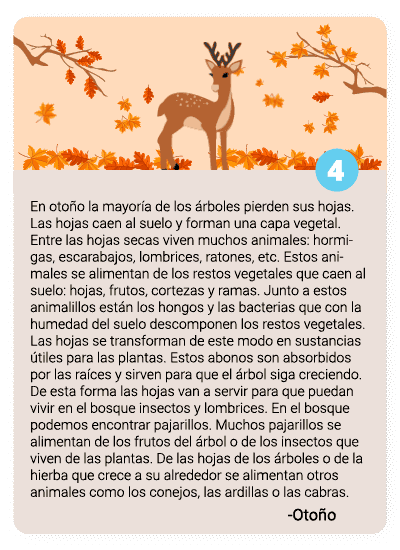 4
En otoño la mayoría de los árboles pierden sus hojas.
Las hojas caen al suelo y forman una capa vegetal.
Entre las hojas secas viven muchos animales: hormi-
gas, escarabajos, lombrices, ratones, etc. Estos ani-
males se alimentan de los restos vegetales que caen al
suelo: hojas, frutos, cortezas y ramas. Junto a estos
animalillos están los hongos y las bacterias que con la
humedad del suelo descomponen los restos vegetales.
Las hojas se transforman de este modo en sustancias
útiles para las plantas. Estos abonos son absorbidos
por las raíces y sirven para que el árbol siga creciendo.
De esta forma las hojas van a servir para que puedan
vivir en el bosque insectos y lombrices. En el bosque
podemos encontrar pajarillos. Muchos pajarillos se
alimentan de los frutos del árbol o de los insectos que
viven de las plantas. De las hojas de los árboles o de la
hierba que crece a su alrededor se alimentan otros
animales como los conejos, las ardillas o las cabras.
-Otoño